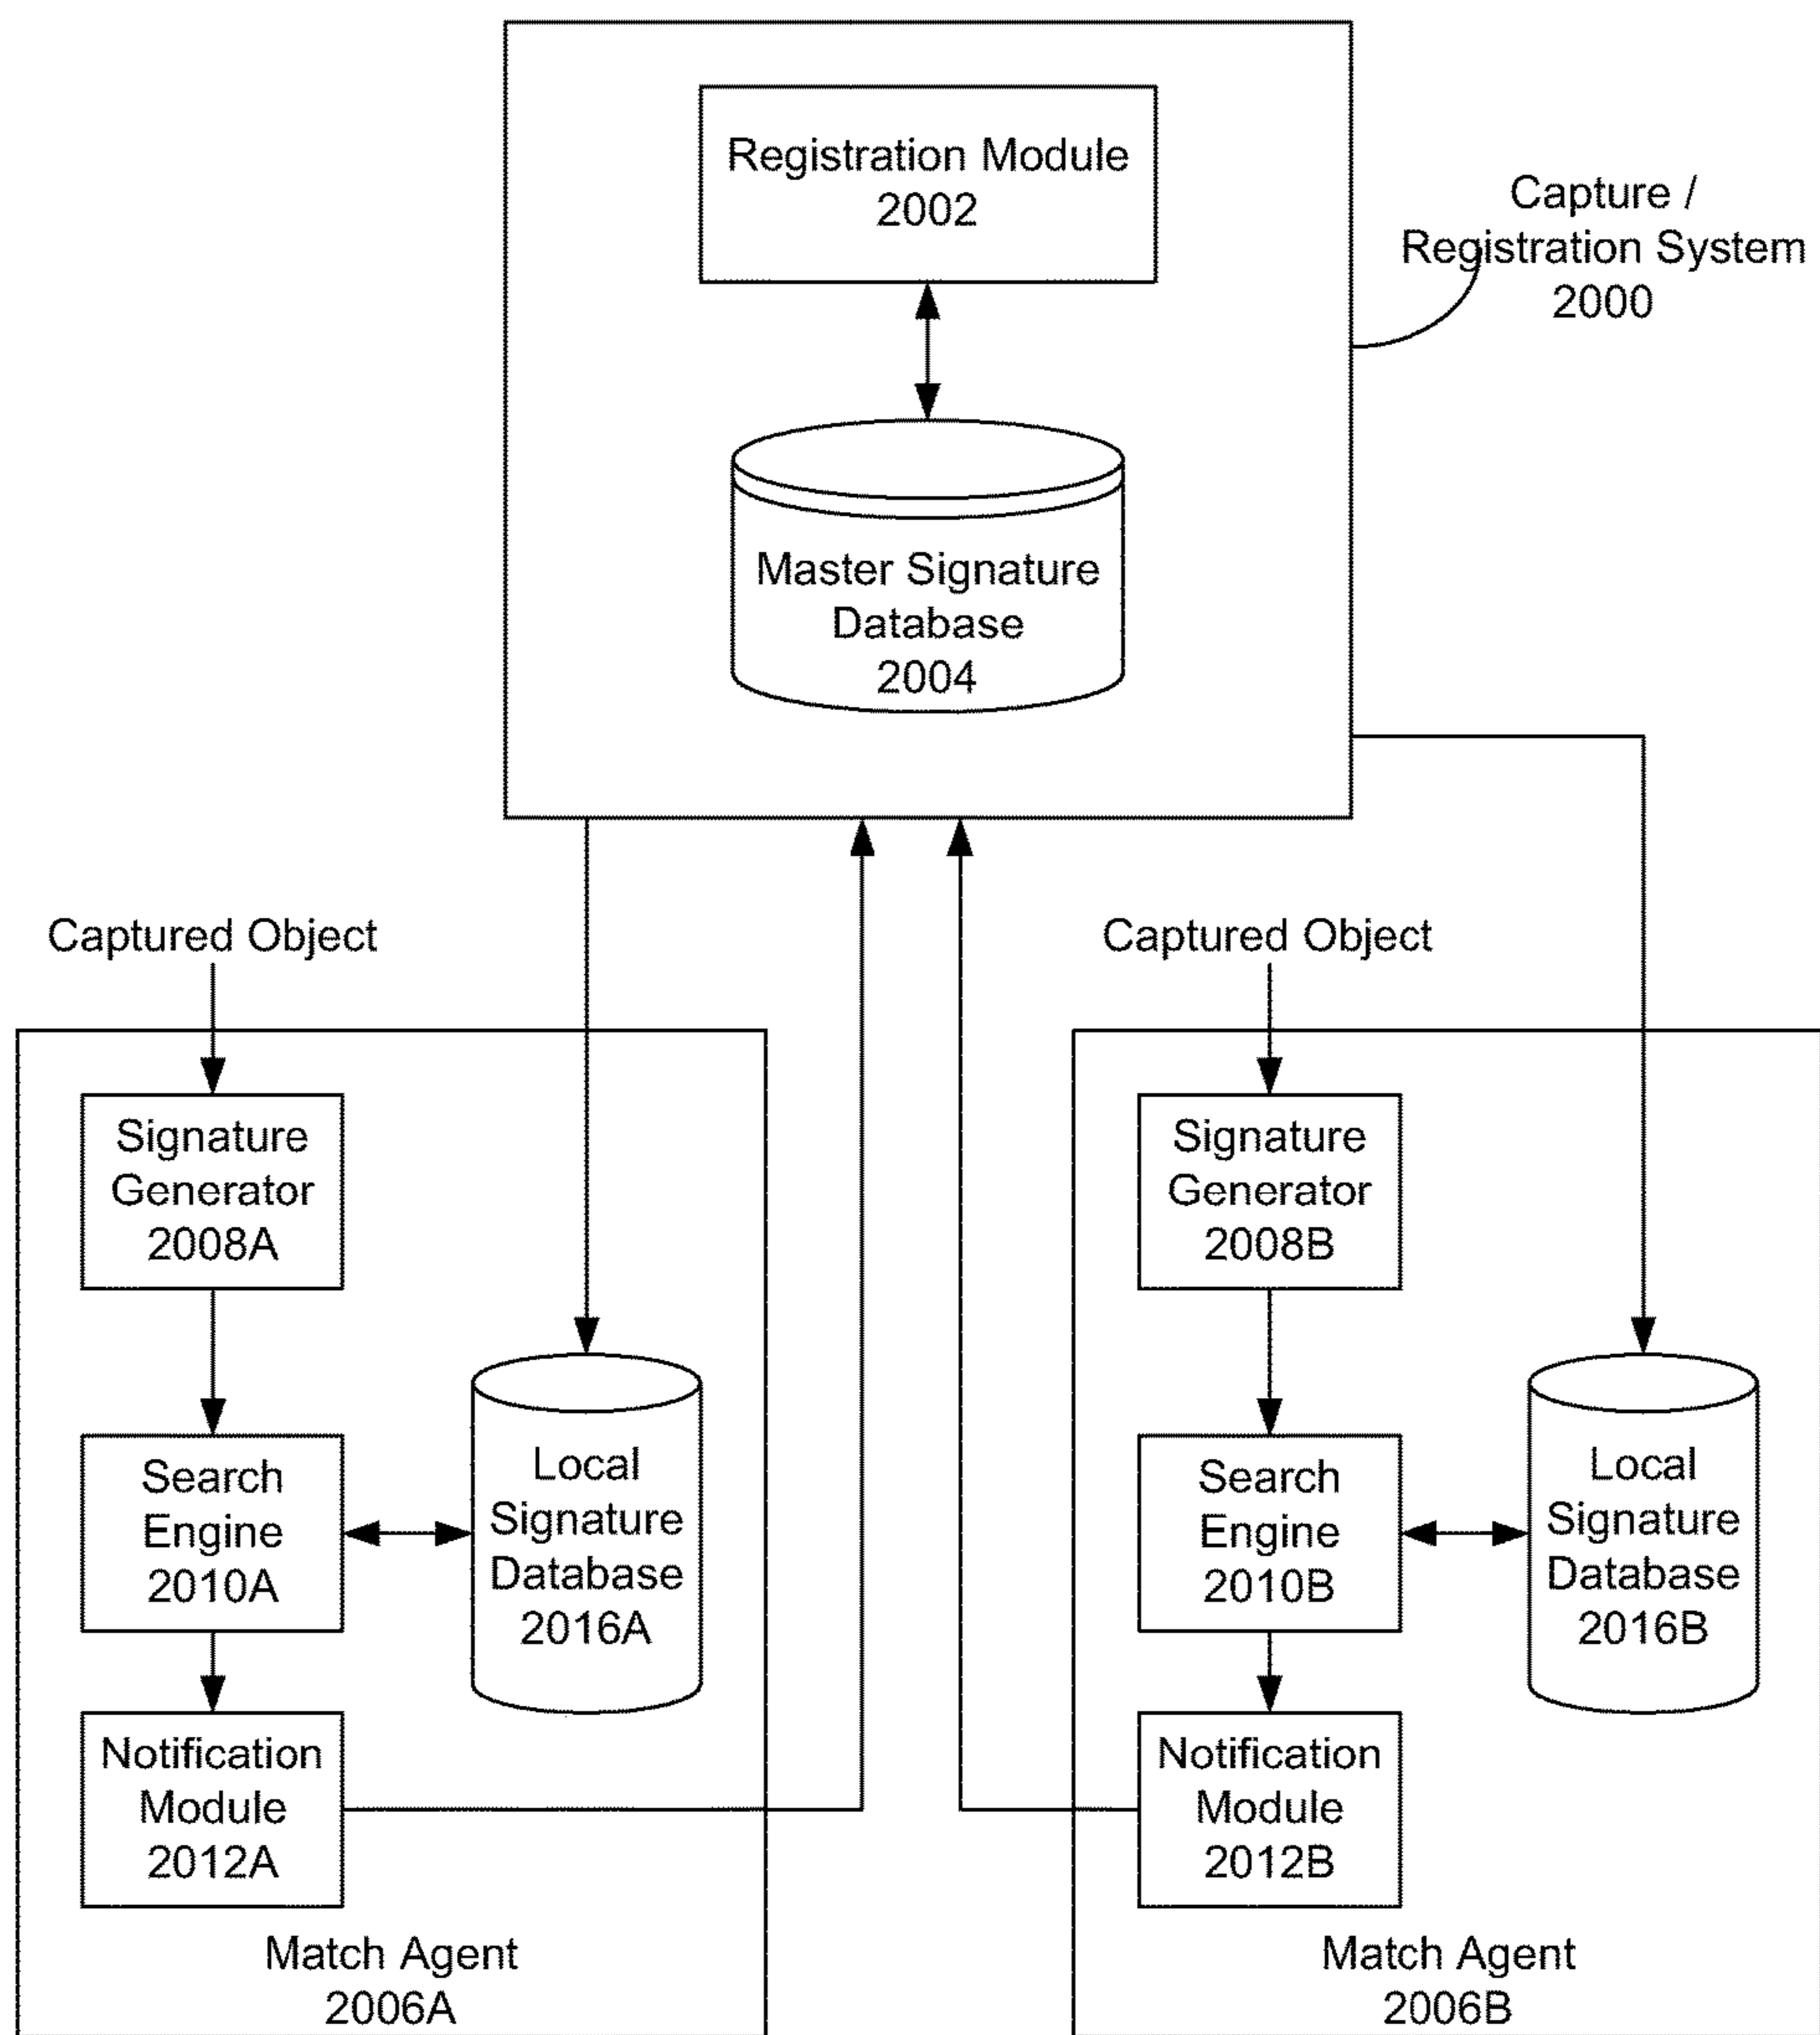 Registration Module
2002
Capture /
Registration System
2000
Master Signature
Database
2004
Captured Object
Captured Object
Signature
Generator
2008A
Search
Engine
2010A
Local
Signature
Database
2016A
Notification
Module
2012A
Match Agent
2006A
Signature
Generator
2008B
Search
Engine
2010B
Local
Signature
Database
2016B
Notification
Module
2012B
Match Agent
2006B